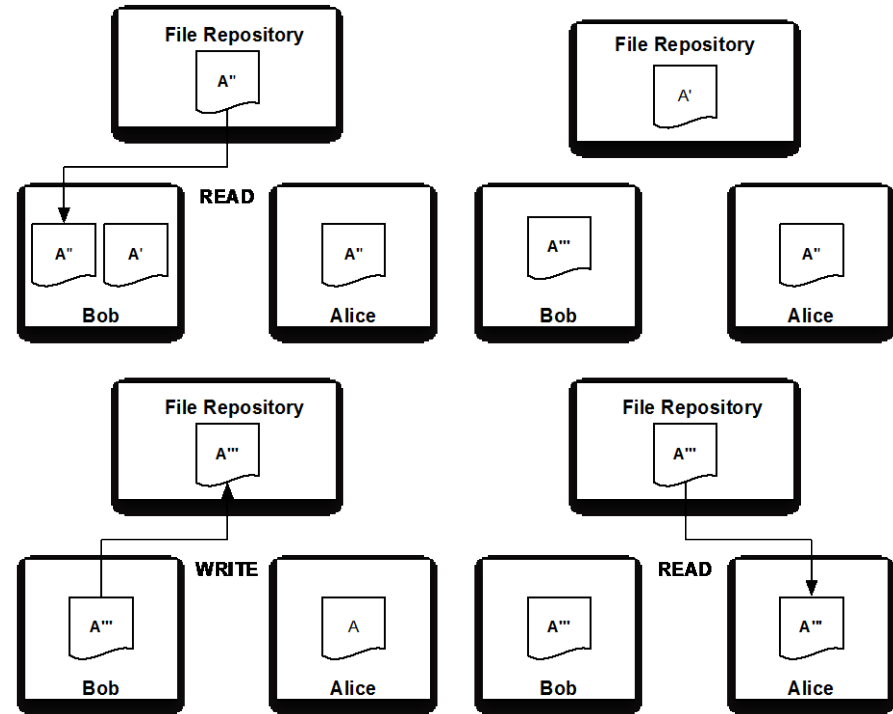 File Repository
A"
READ
A" A'
Bob
A"
Alice
File Repository
A'
A'"
Bob
A"
Alice
File Repository
A'"
WRITE
A'"
Bob
A
Alice
File Repository
A'"
READ
A'"
Bob
A'"
Alice